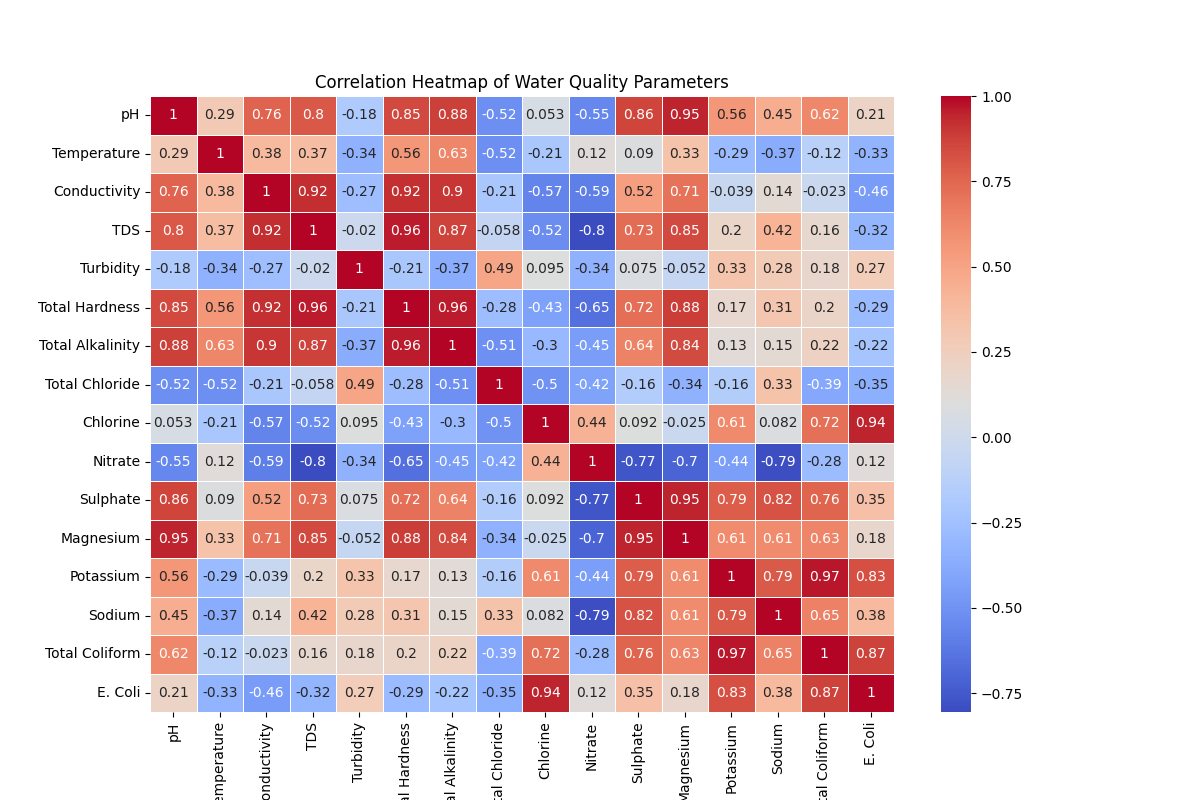 Correlation Heatmap of Water Quality Parameters
pH 1 0.29 0.76 0.8 -0.18 0.85 0.88 -0.52 0.053 -0.55 0.86 0.95 0.56 0.45 0.62 0.21
Temperature 0.29 1 0.38 0.37 -0.34 0.56 0.63 -0.52 -0.21 0.12 0.09 0.33 -0.29 -0.37 -0.12 -0.33
Conductivity 0.76 0.38 1 0.92 -0.27 0.92 0.9 -0.21 -0.57 -0.59 0.52 0.71 -0.039 0.14 -0.023 -0.46
TDS 0.8 0.37 0.92 1 -0.02 0.96 0.87 -0.058 -0.52 -0.8 0.73 0.85 0.2 0.42 0.16 -0.32
Turbidity -0.18 -0.34 -0.27 -0.02 1 -0.21 -0.37 0.49 0.095 -0.34 0.075 -0.052 0.33 0.28 0.18 0.27
Total Hardness 0.85 0.56 0.92 0.96 -0.21 1 0.96 -0.28 -0.43 -0.65 0.72 0.88 0.17 0.31 0.2 -0.29
Total Alkalinity 0.88 0.63 0.9 0.87 -0.37 0.96 1 -0.51 -0.3 -0.45 0.64 0.84 0.13 0.15 0.22 -0.22
Total Chloride -0.52 -0.52 -0.21 -0.058 0.49 -0.28 -0.51 1 -0.5 -0.42 -0.16 -0.34 -0.16 0.33 -0.39 -0.35
Chlorine 0.053 -0.21 -0.57 -0.52 0.095 -0.43 -0.3 -0.5 1 0.44 0.092 -0.025 0.61 0.082 0.72 0.94
Nitrate -0.55 0.12 -0.59 -0.8 -0.34 -0.65 -0.45 -0.42 0.44 1 -0.77 -0.7 -0.44 -0.79 -0.28 0.12
Sulphate 0.86 0.09 0.52 0.73 0.075 0.72 0.64 -0.16 0.092 -0.77 1 0.95 0.79 0.82 0.76 0.35
Magnesium 0.95 0.33 0.71 0.85 -0.052 0.88 0.84 -0.34 -0.025 -0.7 0.95 1 0.61 0.61 0.63 0.18
Potassium 0.56 -0.29 -0.039 0.2 0.33 0.17 0.13 -0.16 0.61 -0.44 0.79 0.61 1 0.79 0.97 0.83
Sodium 0.45 -0.37 0.14 0.42 0.28 0.31 0.15 0.33 0.082 -0.79 0.82 0.61 0.79 1 0.65 0.38
Total Coliform 0.62 -0.12 -0.023 0.16 0.18 0.2 0.22 -0.39 0.72 -0.28 0.76 0.63 0.97 0.65 1 0.87
E. Coli 0.21 -0.33 -0.46 -0.32 0.27 -0.29 -0.22 -0.35 0.94 0.12 0.35 0.18 0.83 0.38 0.87 1
pH
emperature
onductivity
TDS
Turbidity
al Hardness
al Alkalinity
tal Chloride
Chlorine
Nitrate
Sulphate
Magnesium
Potassium
Sodium
tal Coliform
E. Coli
1.00
0.75
0.50
0.25
0.00
−0.25
−0.50
−0.75